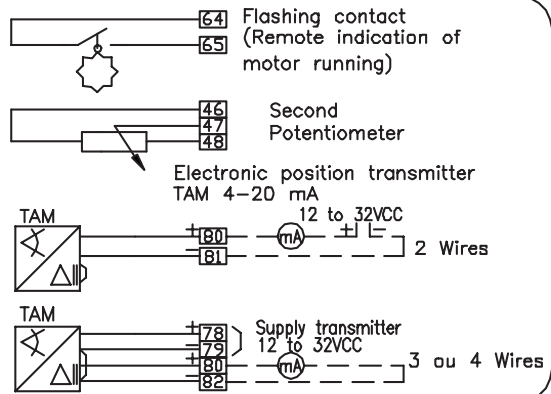 64 Flashing contact
65 (Remote indication of
motor running)
46 Second
47 Potentiometer
48
Electronic position transmitter
TAM 4-20 mA
TAM 12 to 32VCC
+ 80 mA + - 2 Wires
- 81
TAM
+ 78 Supply transmitter
- 79 12 to 32VCC
+ 80 mA 3 ou 4 Wires
- 82